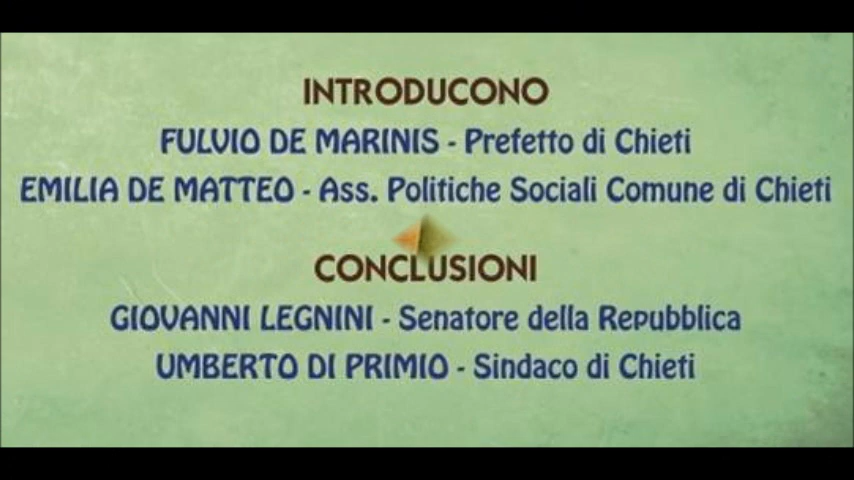 INTRODUCONO
FULVIO DE MARINIS - Prefetto di Chieti
EMILIA DE MATTEO - Ass. Politiche Sociali Comune di Chieti
CONCLUSIONI
GIOVANNI LEGNINI - Senatore della Repubblica
UMBERTO DI PRIMIO - Sindaco di Chieti